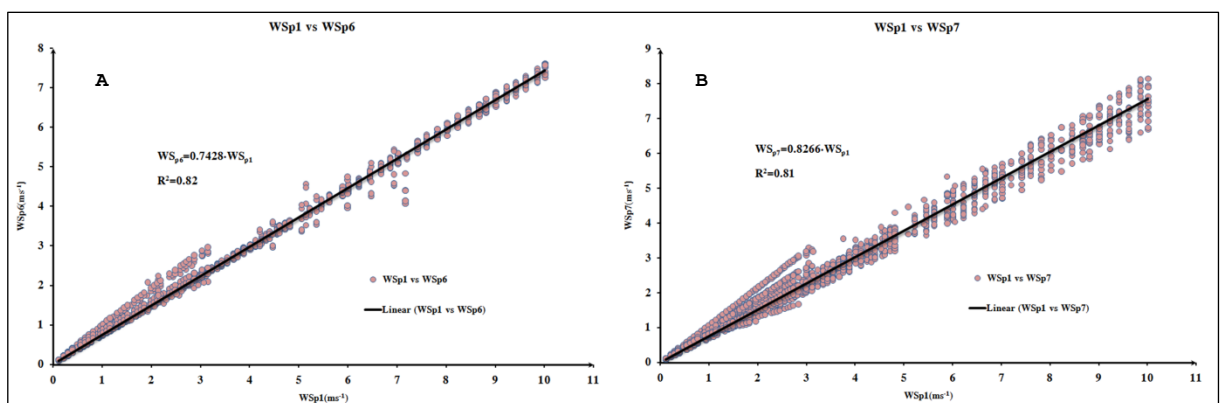 WSp1 vs WSp6
A
8
7
6
5
4
3
2
1
0
WSp6(ms⁻¹)
WSp6=0.7428·WSp1
R²=0.82
WSp1 vs WSp6
Linear (WSp1 vs WSp6)
0 1 2 3 4 5 6 7 8 9 10 11
WSp1(ms⁻¹)
WSp1 vs WSp7
B
9
8
7
6
5
4
3
2
1
0
WSp7(ms⁻¹)
WSp7=0.8266·WSp1
R²=0.81
WSp1 vs WSp7
Linear (WSp1 vs WSp7)
0 1 2 3 4 5 6 7 8 9 10 11
WSp1(ms⁻¹)